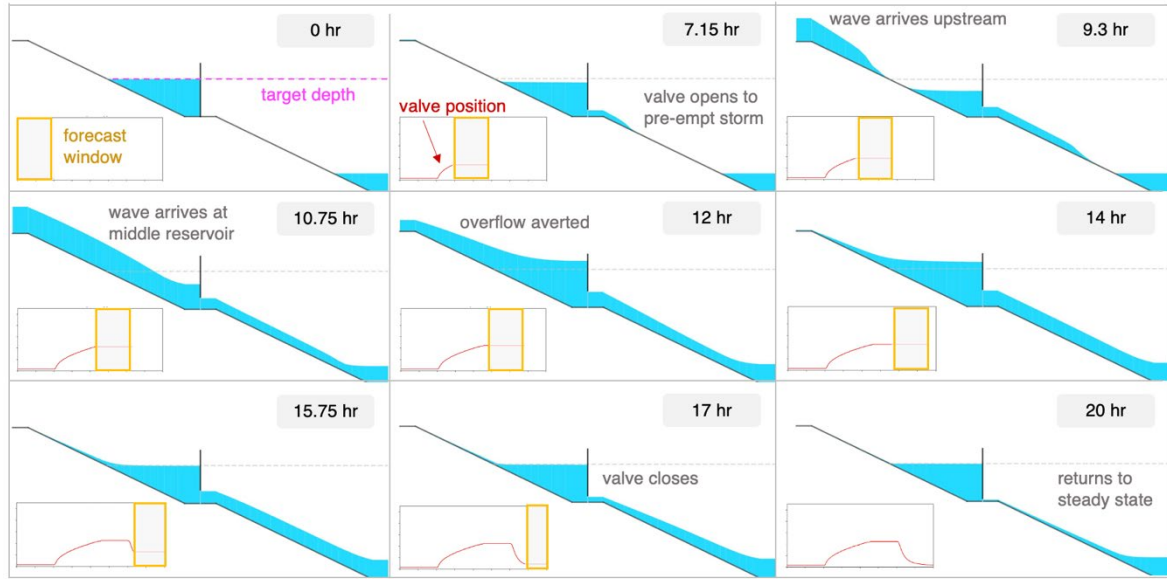 0 hr
target depth
forecast
window
7.15 hr
valve position
valve opens to
pre-empt storm
wave arrives upstream
9.3 hr
10.75 hr
wave arrives at
middle reservoir
12 hr
overflow averted
14 hr
15.75 hr
17 hr
valve closes
20 hr
returns to
steady state